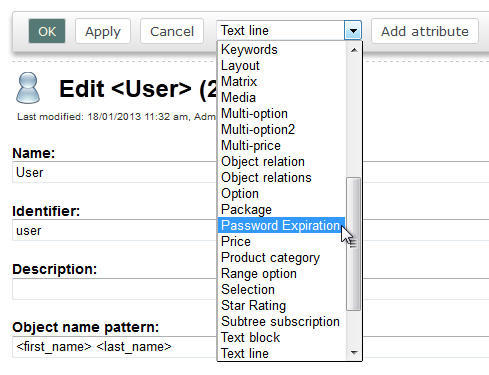 OK Apply Cancel Text line Add attribute
Keywords
Layout
Matrix
Media
Multi-option
Multi-option2
Multi-price
Object relation
Object relations
Option
Package
Password Expiration
Price
Product category
Range option
Selection
Star Rating
Subtree subscription
Text block
Text line
Edit <User> (2
Last modified: 18/01/2013 11:32 am, Adm
Name:
User
Identifier:
user
Description:
Object name pattern:
<first_name> <last_name>